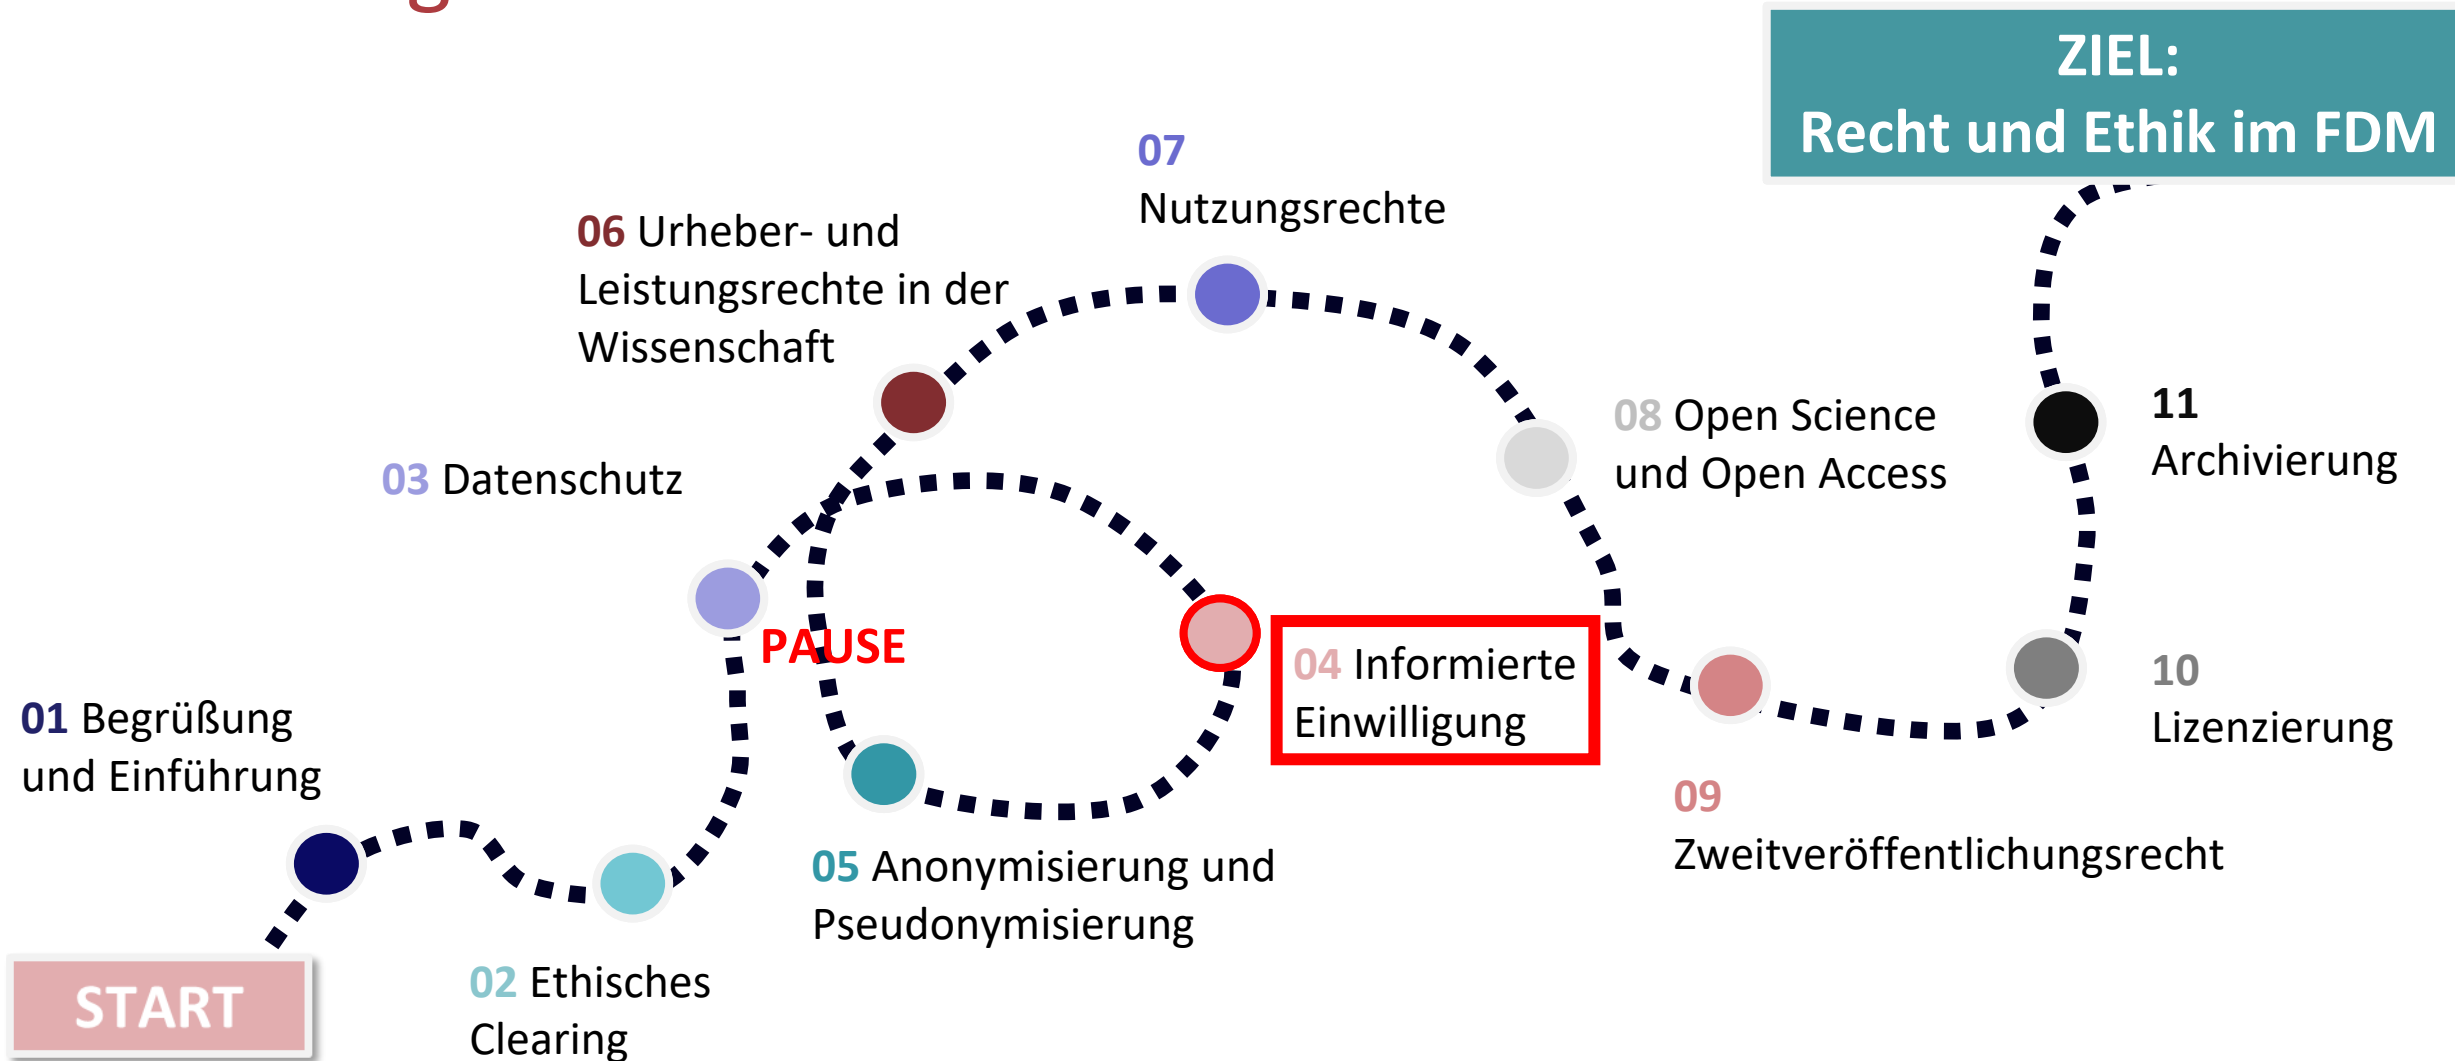 ZIEL:
Recht und Ethik im FDM
07
Nutzungsrechte
06 Urheber- und
Leistungsrechte in der
Wissenschaft
08 Open Science
und Open Access
11
Archivierung
03 Datenschutz
PAUSE
04 Informierte
Einwilligung
10
Lizenzierung
01 Begrüßung
und Einführung
09
Zweitveröffentlichungsrecht
05 Anonymisierung und
Pseudonymisierung
02 Ethisches
Clearing
START